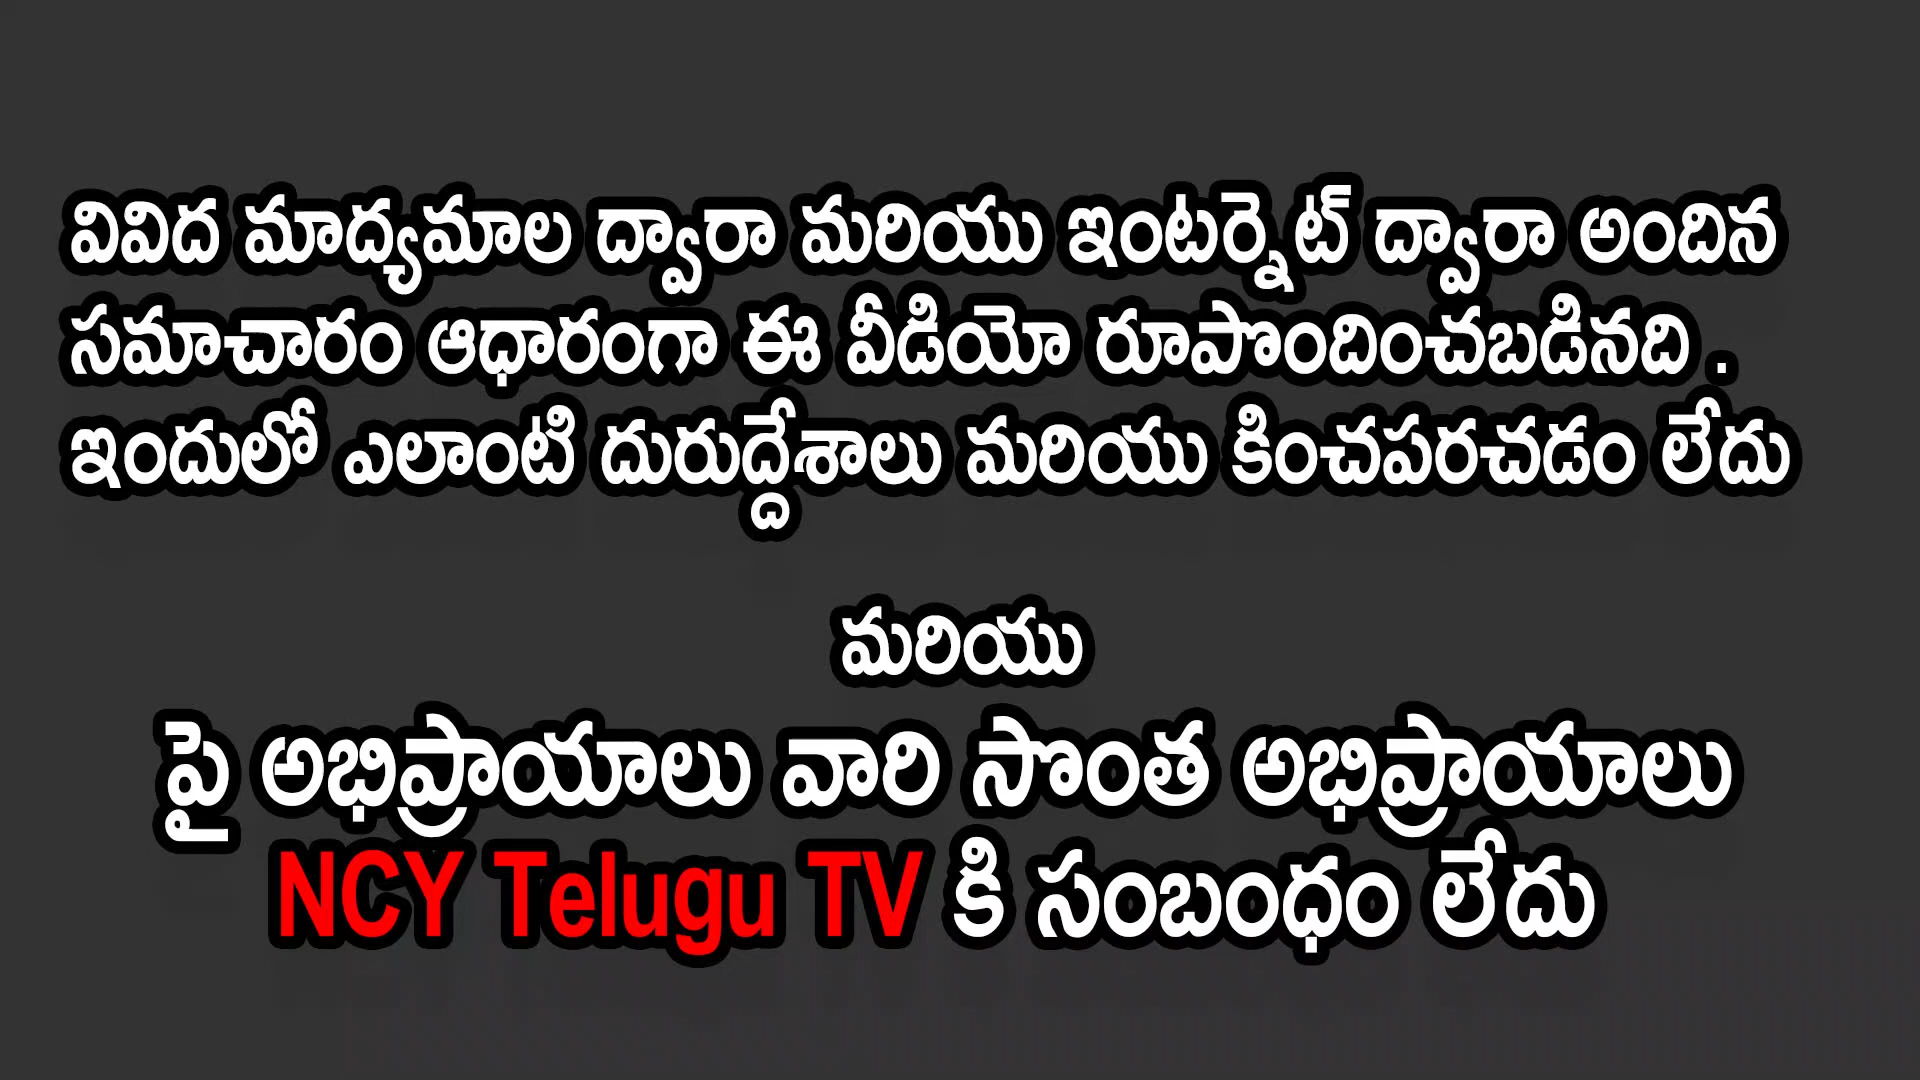 వివిద మాద్యమాల ద్వారా మరియు ఇంటర్నెట్ ద్వారా అందిన
సమాచారం ఆధారంగా ఈ వీడియో రూపొందించబడినది .
ఇందులో ఎలాంటి దురుద్దేశాలు మరియు కించపరచడం లేదు
మరియు
పై అభిప్రాయాలు వారి సొంత అభిప్రాయాలు
NCY Telugu TV కి సంబంధం లేదు